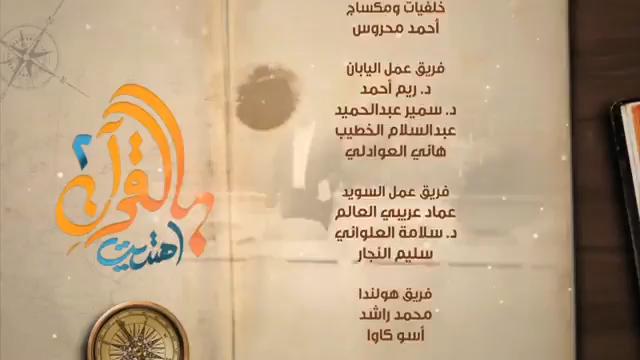 خلفيات ومكساج
أحمد محروس
فريق عمل اليابان
د. ريم أحمد
د. سمير عبدالحميد
عبدالسلام الخطيب
هاني العوادلي
فريق عمل السويد
عماد عريبي العالم
د. سلامة العلواني
سليم النجار
فريق هولندا
محمد راشد
أسو كاوا
بالقرآن
اهتديت ٢